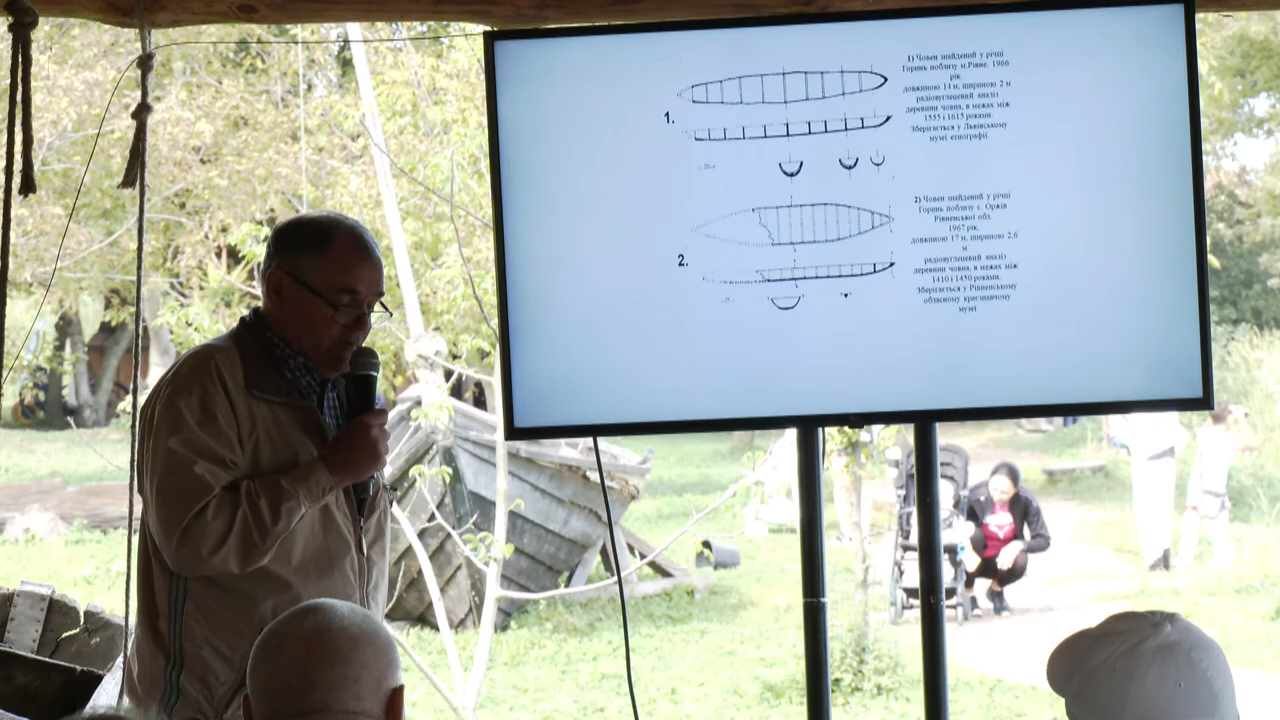 1.
1) Човен знайдений у річці
Горинь поблизу м.Рівне. 1966
рік.
довжиною 14 м, шириною 2 м
радіовуглецевий аналіз
деревини човна, в межах між
1555 і 1615 роками.
Зберігається у Львівському
музеї етнографії.
2.
2) Човен знайдений у річці
Горинь поблизу с. Оржів
Рівненської обл.
1967 рік.
довжиною 17 м, шириною 2,6
м
радіовуглецевий аналіз
деревини човна, в межах між
1410 і 1450 роками.
Зберігається у Рівненському
обласному краєзнавчому
музеї